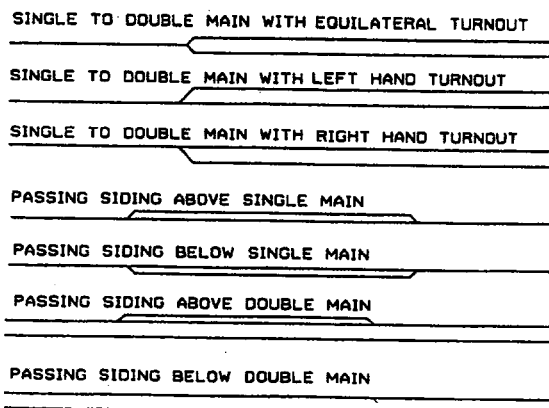 SINGLE TO DOUBLE MAIN WITH EQUILATERAL TURNOUT
SINGLE TO DOUBLE MAIN WITH LEFT HAND TURNOUT
SINGLE TO DOUBLE MAIN WITH RIGHT HAND TURNOUT
PASSING SIDING ABOVE SINGLE MAIN
PASSING SIDING BELOW SINGLE MAIN
PASSING SIDING ABOVE DOUBLE MAIN
PASSING SIDING BELOW DOUBLE MAIN